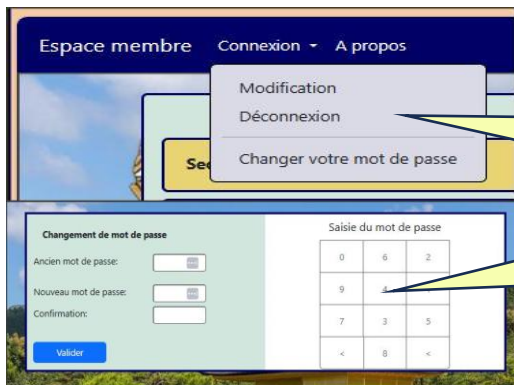 Espace membre Connexion A propos
Modification
Déconnexion
Changer votre mot de passe
Changement de mot de passe
Ancien mot de passe:
Nouveau mot de passe:
Confirmation:
Valider
Saisie du mot de passe
0 6 2
9 4
7 3 5
< 8 <